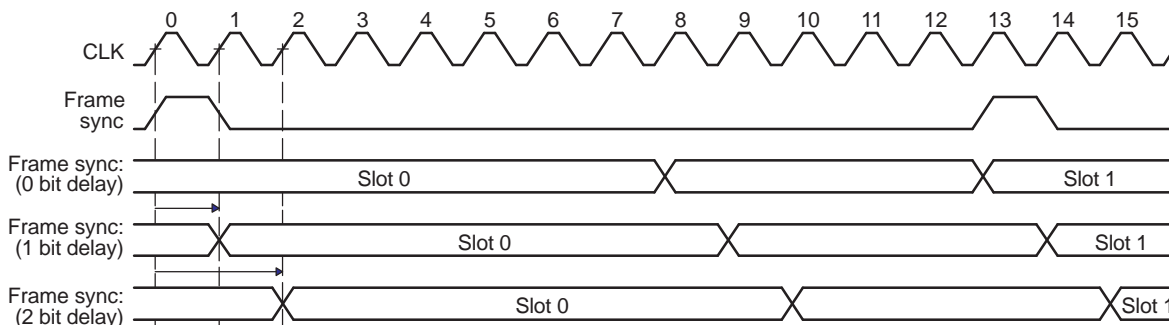 0 1 2 3 4 5 6 7 8 9 10 11 12 13 14 15
CLK
Frame
sync
Frame sync:
(0 bit delay)
Slot 0 Slot 1
Frame sync:
(1 bit delay)
Slot 0 Slot 1
Frame sync:
(2 bit delay)
Slot 0 Slot 1